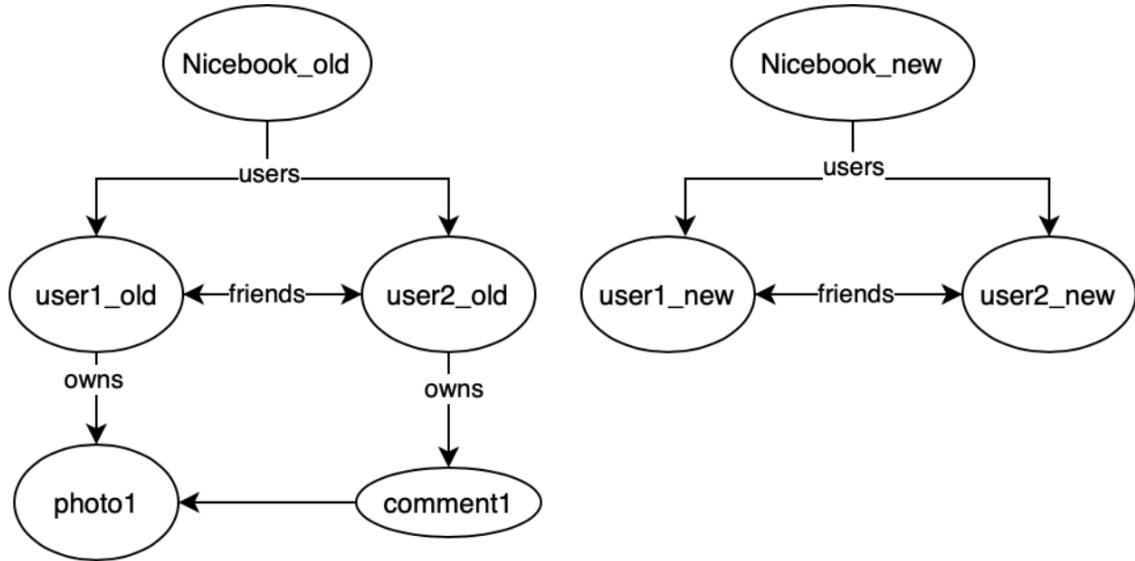 Nicebook_old
Nicebook_new
users
users
user1_old
friends
user2_old
user1_new
friends
user2_new
owns
owns
photo1
comment1